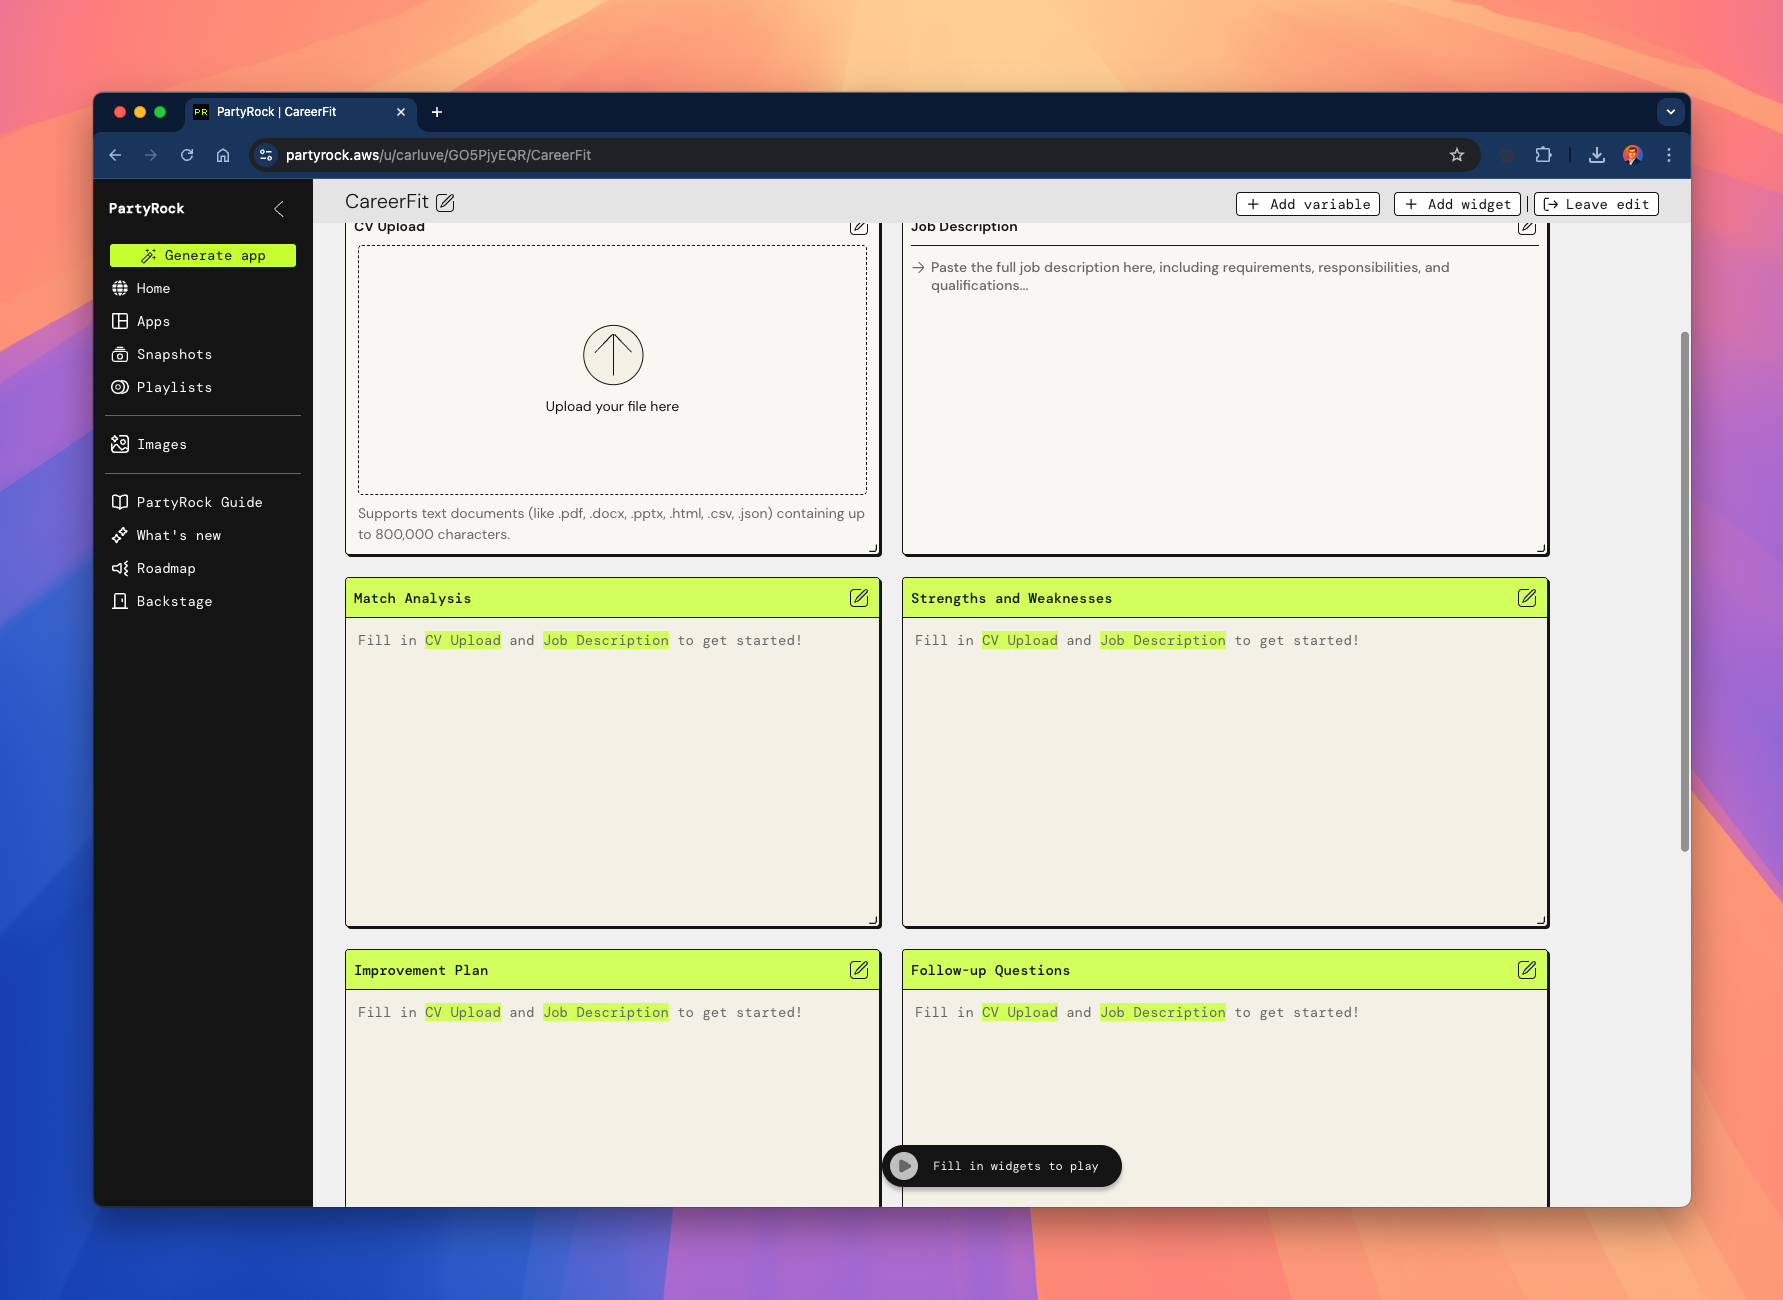 PR PartyRock | CareerFit
partyrock.aws/u/carluve/GO5PjyEQR/CareerFit
PartyRock
Generate app
Home
Apps
Snapshots
Playlists
Images
PartyRock Guide
What's new
Roadmap
Backstage
CareerFit
Add variable
Add widget
Leave edit
CV Upload
Upload your file here
Supports text documents (like .pdf, .docx, .pptx, .html, .csv, .json) containing up
to 800,000 characters.
Job Description
Paste the full job description here, including requirements, responsibilities, and
qualifications...
Match Analysis
Fill in CV Upload and Job Description to get started!
Strengths and Weaknesses
Fill in CV Upload and Job Description to get started!
Improvement Plan
Fill in CV Upload and Job Description to get started!
Follow-up Questions
Fill in CV Upload and Job Description to get started!
Fill in widgets to play